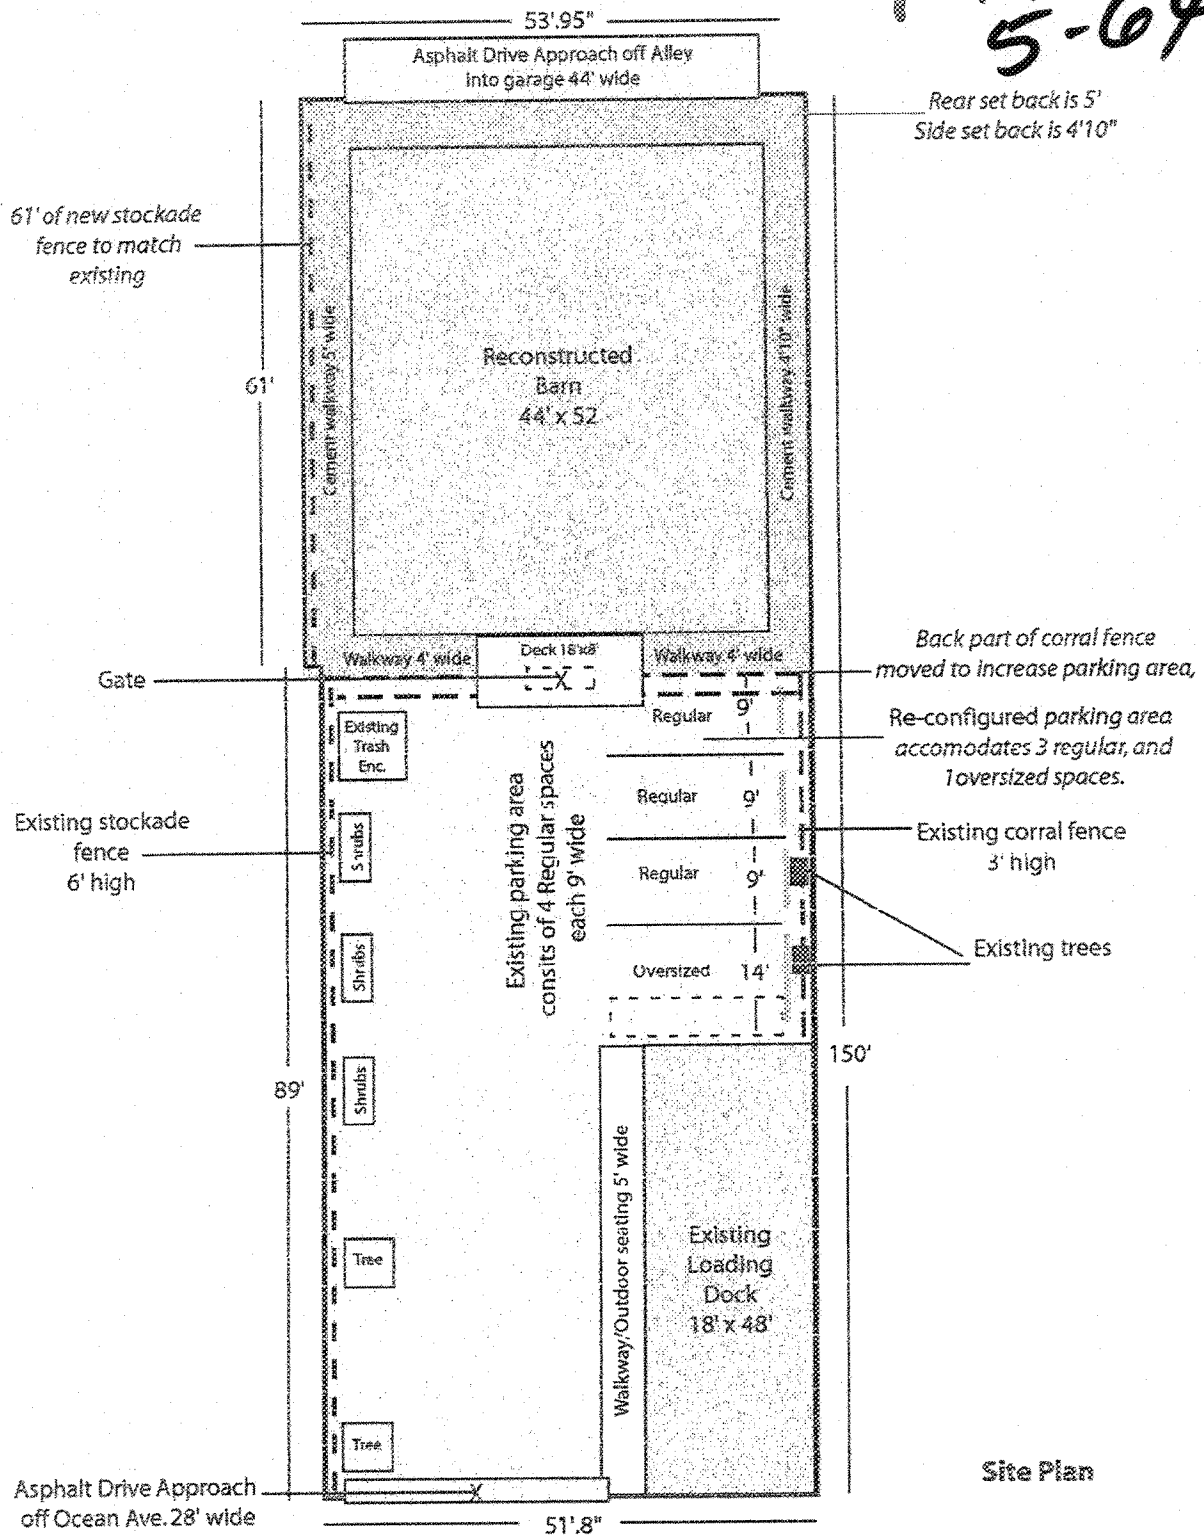 53'.95"
5-64
Asphalt Drive Approach off Alley
into garage 44' wide
Rear set back is 5'
Side set back is 4'10"
61' of new stockade
fence to match
existing
61'
Cement walkway 5' wide
Reconstructed
Barn
44' x 52
Cement walkway 4'10" wide
Walkway 4' wide
Deck 18'x8'
Walkway 4' wide
Gate
X
Back part of corral fence
moved to increase parking area,
Existing
Trash
Enc.
Regular 9'
Re-configured parking area
accomodates 3 regular, and
1oversized spaces.
Existing parking area
consits of 4 Regular spaces
each 9' wide
Regular 9'
Existing stockade
fence
6' high
Shrubs
Existing corral fence
3' high
Regular 9'
Shrubs
Existing trees
Oversized 14'
150'
89'
Shrubs
Walkway/Outdoor seating 5' wide
Existing
Loading
Dock
18' x 48'
Tree
Tree
Site Plan
Asphalt Drive Approach
off Ocean Ave. 28' wide
X
51'.8"